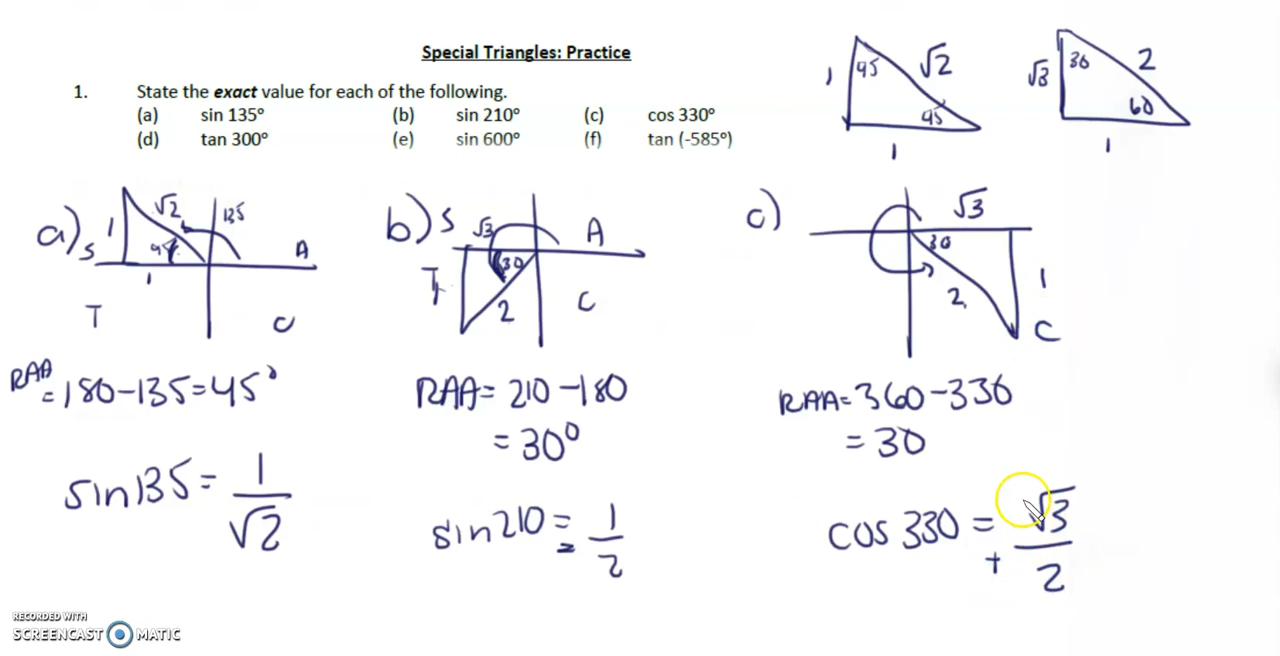 Special Triangles: Practice
1. State the exact value for each of the following.
(a) sin 135° (b) sin 210° (c) cos 330°
(d) tan 300° (e) sin 600° (f) tan (-585°)
1 45 √2 45 1
√3 30 2 60 1
a) S 1 √2 135 45 1 A T C
b) S √3 A 30 T 2 C
c) √3 30 2 1 C
RAA
= 180-135=45°
sin 135 = 1/√2
RAA = 210 - 180
= 30°
sin 210 = - 1/2
RAA = 360 - 330
= 30
cos 330 = + √3/2
RECORDED WITH
SCREENCAST MATIC